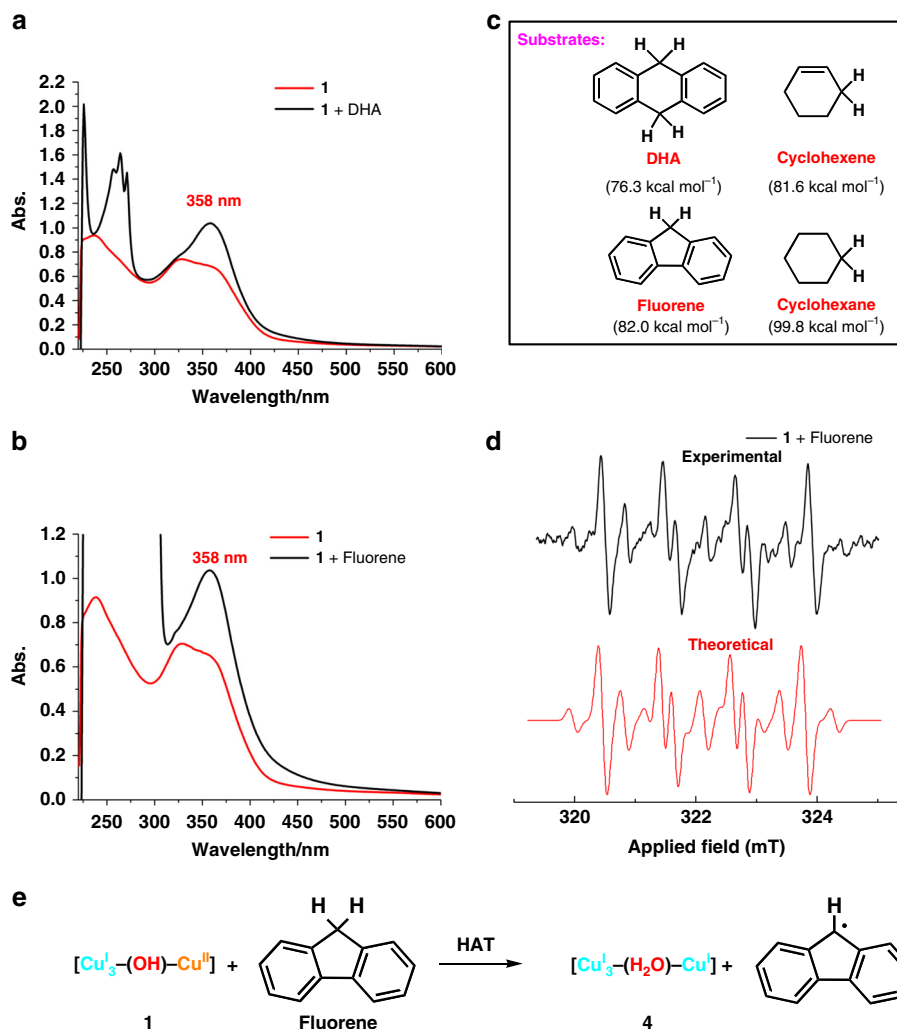 a
1
1 + DHA
358 nm
2.2
2.0
1.8
1.6
1.4
1.2
1.0
0.8
0.6
0.4
0.2
0.0
Abs.
250 300 350 400 450 500 550 600
Wavelength/nm
b
1
1 + Fluorene
358 nm
1.2
1.0
0.8
0.6
0.4
0.2
0.0
Abs.
250 300 350 400 450 500 550 600
Wavelength/nm
c
Substrates:
H H
H
H
H H
DHA Cyclohexene
(76.3 kcal mol⁻¹) (81.6 kcal mol⁻¹)
H H
H
H
Fluorene Cyclohexane
(82.0 kcal mol⁻¹) (99.8 kcal mol⁻¹)
d
1 + Fluorene
Experimental
Theoretical
320 322 324
Applied field (mT)
e
H H
H
[Cuᴵ₃–(OH)–Cuᴵᴵ] + HAT [Cuᴵ₃–(H₂O)–Cuᴵ] + •
1 Fluorene 4